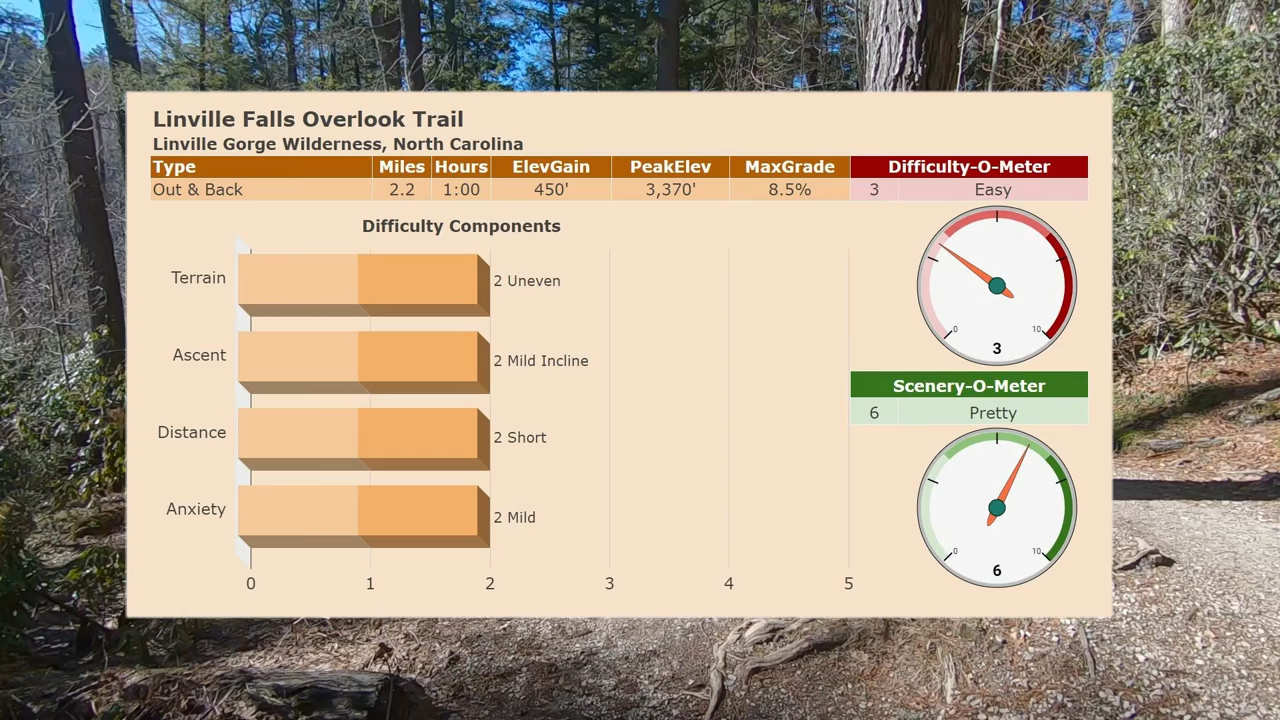 Linville Falls Overlook Trail
Linville Gorge Wilderness, North Carolina
Type Miles Hours ElevGain PeakElev MaxGrade Difficulty-O-Meter
Out & Back 2.2 1:00 450' 3,370' 8.5% 3 Easy
Difficulty Components
Terrain 2 Uneven
Ascent 2 Mild Incline
Distance 2 Short
Anxiety 2 Mild
0 1 2 3 4 5
0 10
3
Scenery-O-Meter
6 Pretty
0 10
6